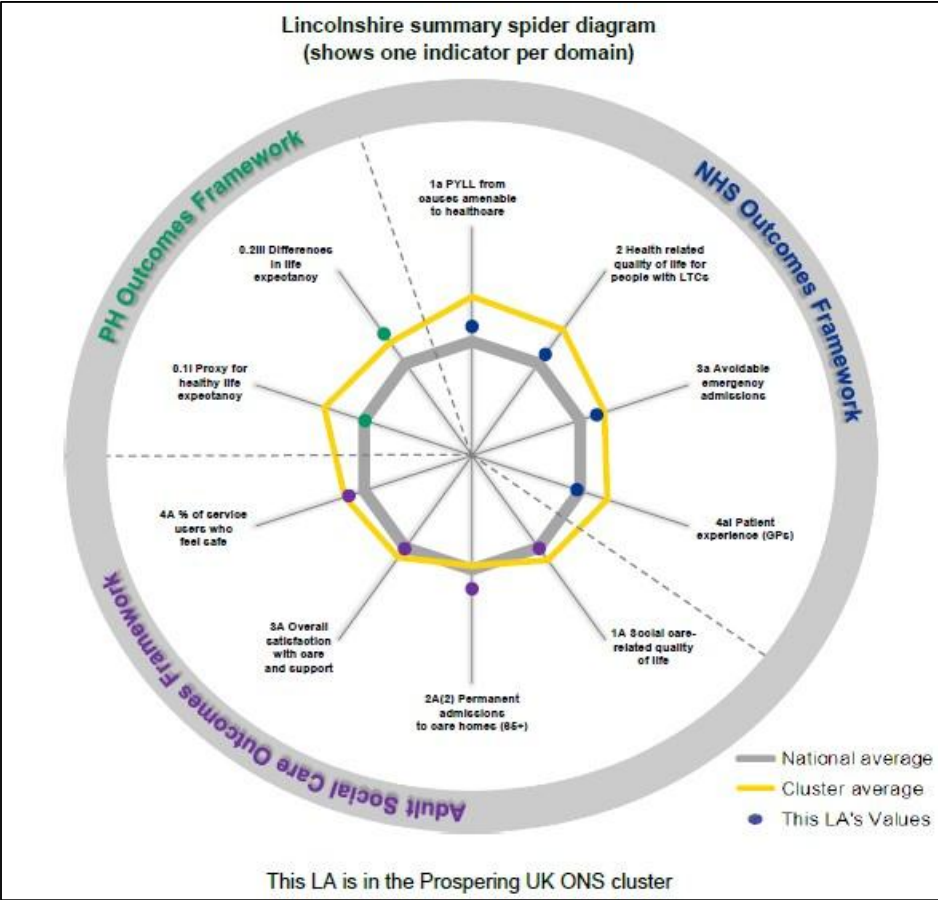 Lincolnshire summary spider diagram
(shows one indicator per domain)
PH Outcomes Framework
NHS Outcomes Framework
Adult Social Care Outcomes Framework
1a PYLL from
causes amenable
to healthcare
2 Health related
quality of life for
people with LTCs
3a Avoidable
emergency
admissions
4ai Patient
experience (GPs)
1A Social care-
related quality
of life
2A(2) Permanent
admissions
to care homes (65+)
3A Overall
satisfaction
with care
and support
4A % of service
users who
feel safe
0.1i Proxy for
healthy life
expectancy
0.2iii Differences
in life
expectancy
National average
Cluster average
This LA's Values
This LA is in the Prospering UK ONS cluster